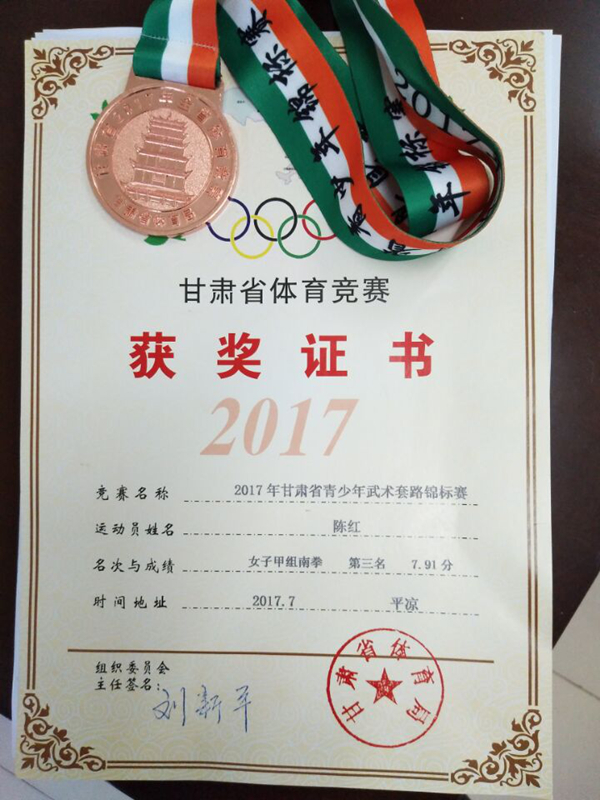 甘肃省体育竞赛
获奖证书
2017
竞赛名称 2017年甘肃省青少年武术套路锦标赛
运动员姓名 陈红
名次与成绩 女子甲组南拳 第三名 7.91分
时间地址 2017.7 平凉
组织委员会
主任签名：刘新平
甘肃省体育局